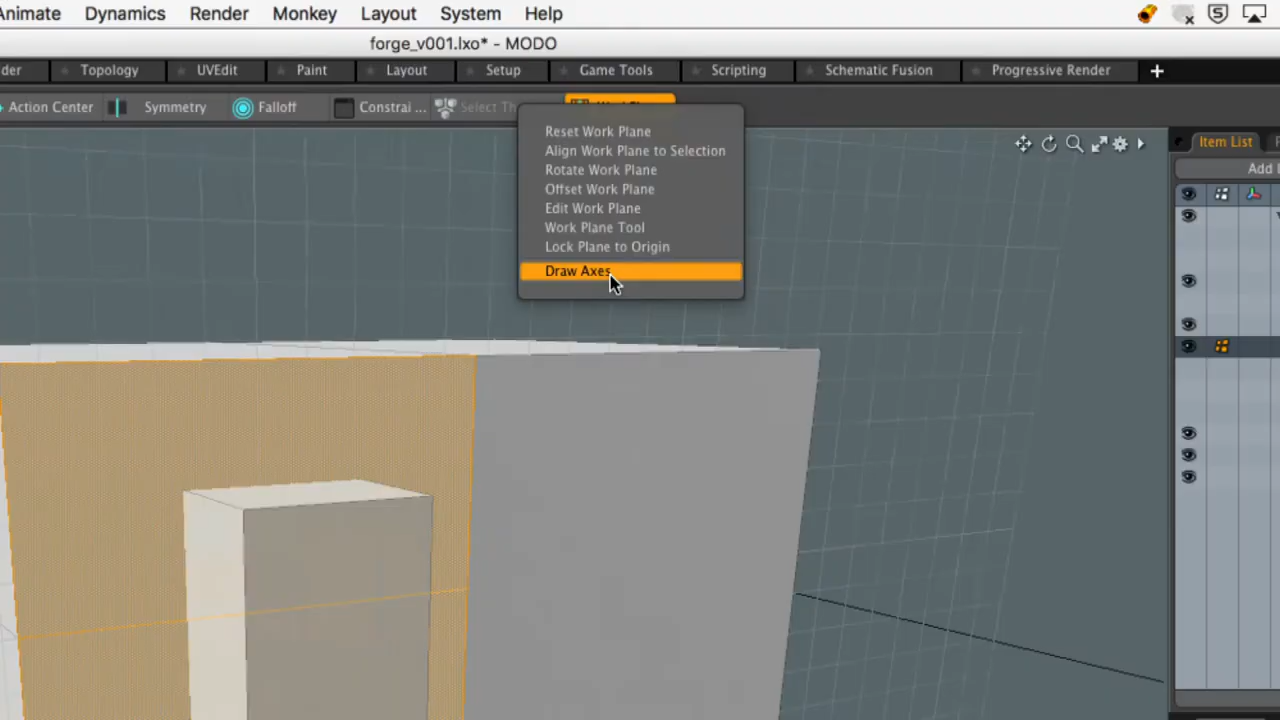 Animate Dynamics Render Monkey Layout System Help
forge_v001.lxo* - MODO
der Topology UVEdit Paint Layout Setup Game Tools Scripting Schematic Fusion Progressive Render +
Action Center Symmetry Falloff Constrai ... Select Th
Reset Work Plane
Align Work Plane to Selection
Rotate Work Plane
Offset Work Plane
Edit Work Plane
Work Plane Tool
Lock Plane to Origin
Draw Axes
Item List
Add I